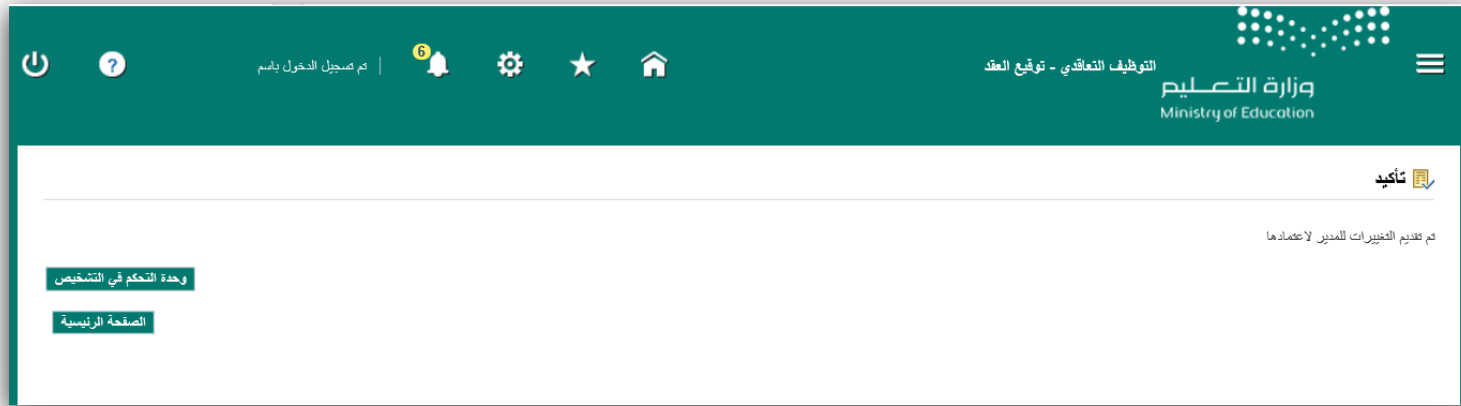 وزارة التعليم
Ministry of Education
التوظيف التعاقدي - توقيع العقد
6
تم تسجيل الدخول باسم
?
تأكيد
تم تقديم التغييرات للمدير لاعتمادها
وحدة التحكم في التشخيص
الصفحة الرئيسية